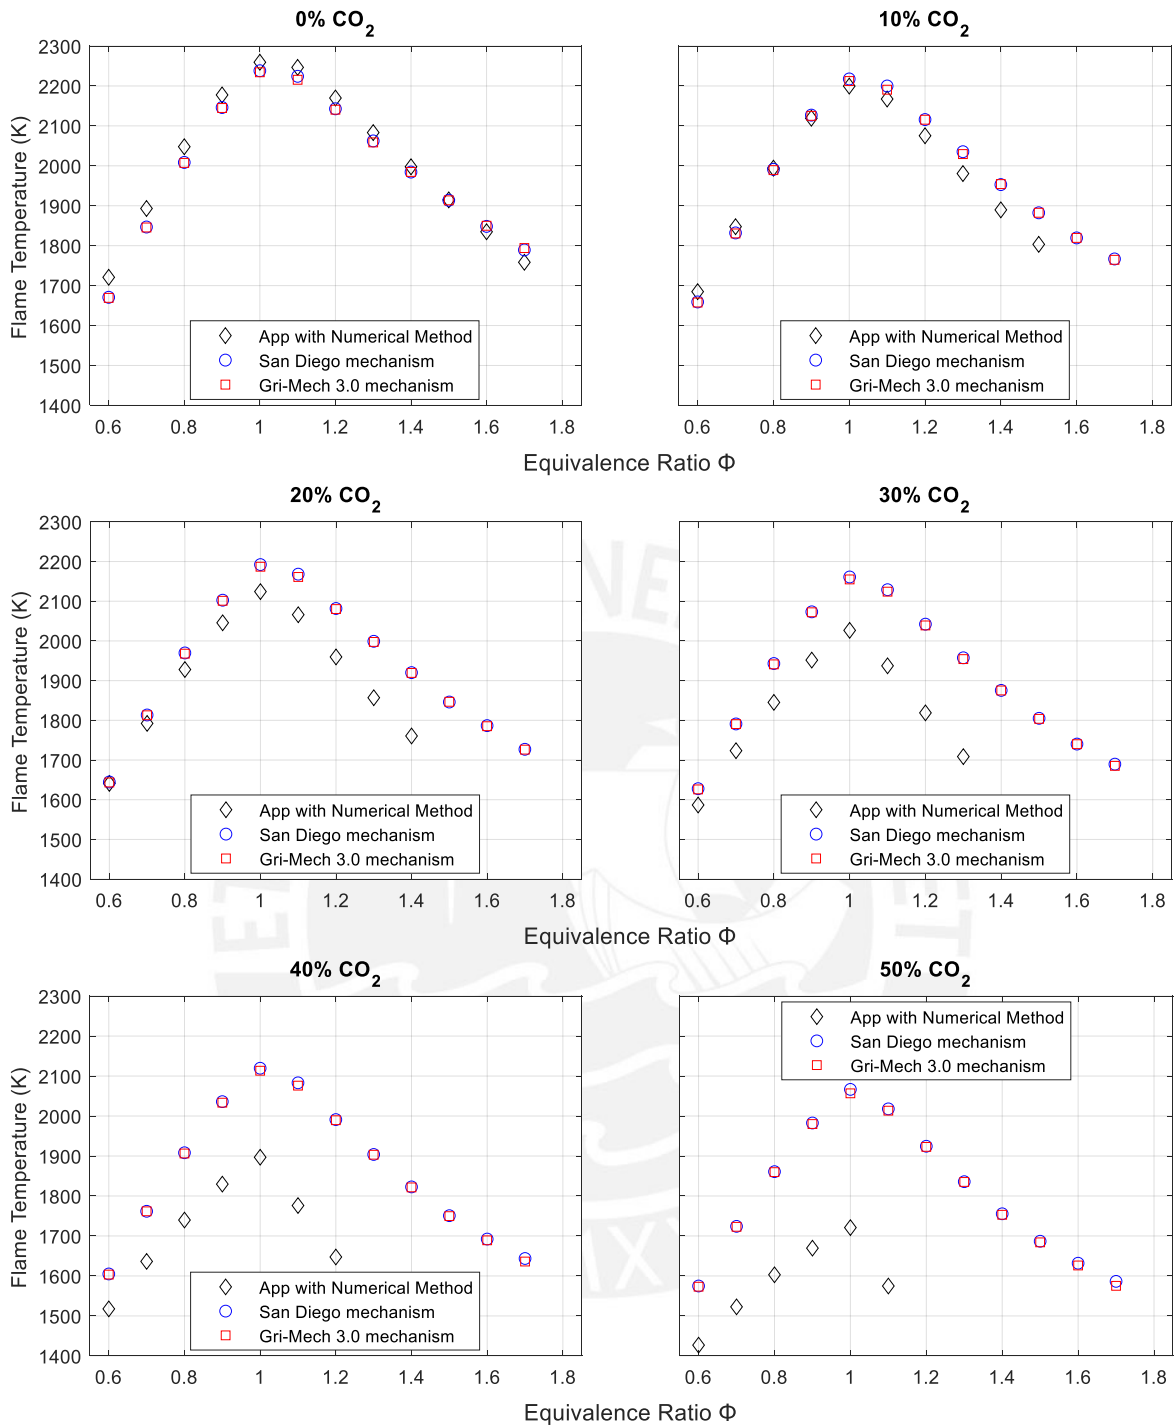 0% CO2
10% CO2
Flame Temperature (K)
2300
2200
2100
2000
1900
1800
1700
1600
1500
1400
0.6 0.8 1 1.2 1.4 1.6 1.8
App with Numerical Method
San Diego mechanism
Gri-Mech 3.0 mechanism
0.6 0.8 1 1.2 1.4 1.6 1.8
App with Numerical Method
San Diego mechanism
Gri-Mech 3.0 mechanism
Equivalence Ratio Φ
20% CO2
30% CO2
Flame Temperature (K)
2300
2200
2100
2000
1900
1800
1700
1600
1500
1400
0.6 0.8 1 1.2 1.4 1.6 1.8
App with Numerical Method
San Diego mechanism
Gri-Mech 3.0 mechanism
0.6 0.8 1 1.2 1.4 1.6 1.8
App with Numerical Method
San Diego mechanism
Gri-Mech 3.0 mechanism
Equivalence Ratio Φ
40% CO2
50% CO2
Flame Temperature (K)
2300
2200
2100
2000
1900
1800
1700
1600
1500
1400
0.6 0.8 1 1.2 1.4 1.6 1.8
App with Numerical Method
San Diego mechanism
Gri-Mech 3.0 mechanism
0.6 0.8 1 1.2 1.4 1.6 1.8
App with Numerical Method
San Diego mechanism
Gri-Mech 3.0 mechanism
Equivalence Ratio Φ